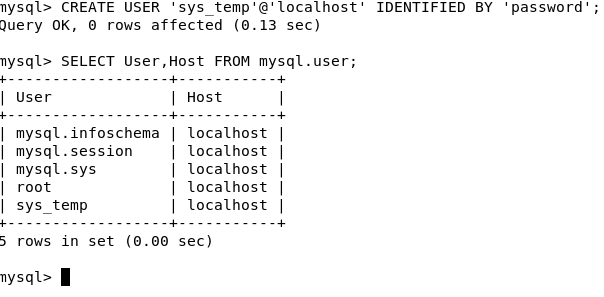 mysql> CREATE USER 'sys_temp'@'localhost' IDENTIFIED BY 'password';
Query OK, 0 rows affected (0.13 sec)
mysql> SELECT User,Host FROM mysql.user;
+------------------+-----------+
| User             | Host      |
+------------------+-----------+
| mysql.infoschema | localhost |
| mysql.session    | localhost |
| mysql.sys        | localhost |
| root             | localhost |
| sys_temp         | localhost |
+------------------+-----------+
5 rows in set (0.00 sec)
mysql>